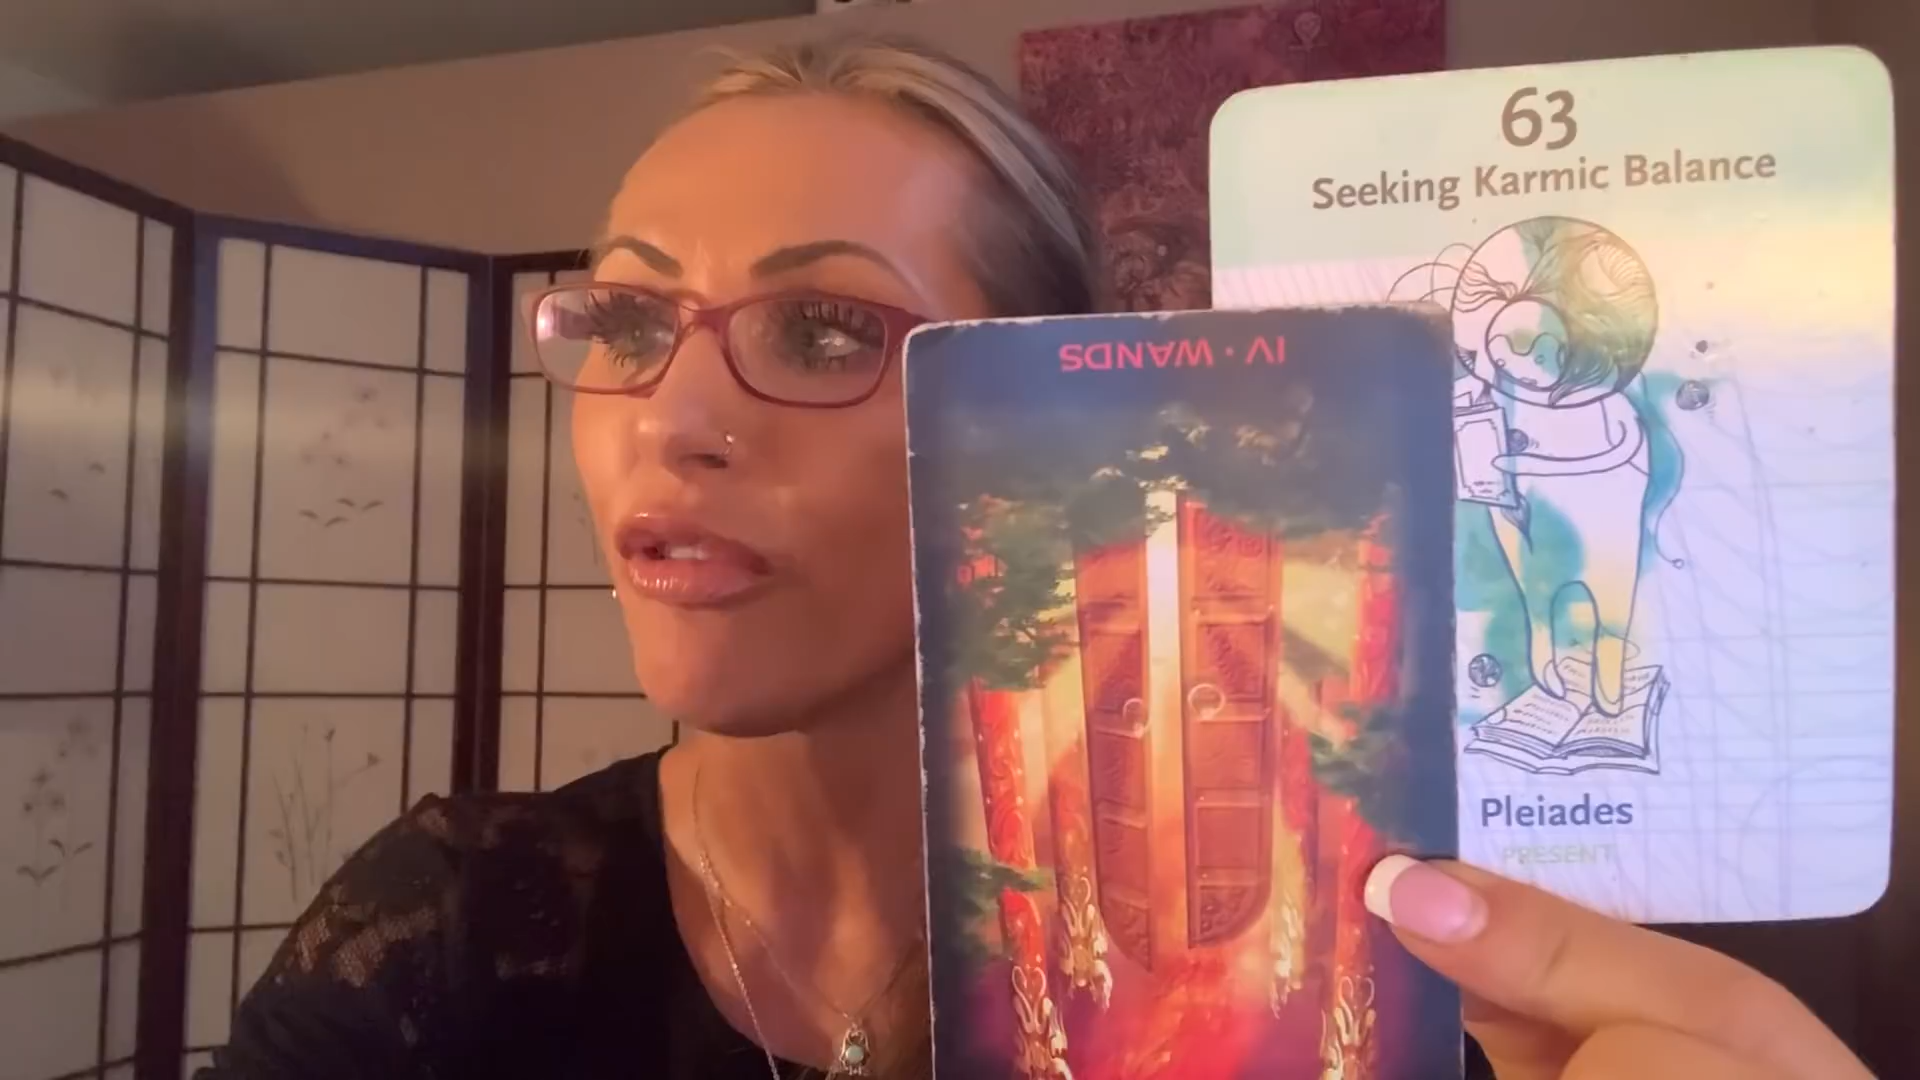 63
Seeking Karmic Balance
IV · WANDS
Pleiades
PRESENT